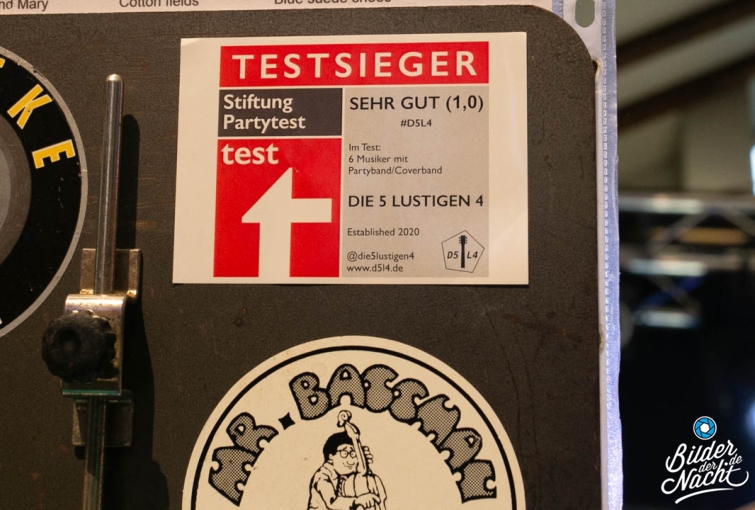 nd Mary Cotton fields Blue suede shoes
CKE
TESTSIEGER
Stiftung
Partytest
test
SEHR GUT (1,0)
#D5L4
Im Test:
6 Musiker mit
Partyband/Coverband
DIE 5 LUSTIGEN 4
Established 2020
@die5lustigen4
www.d5l4.de
D5 L4
MR. BASSMAN
Bilder
der
Nacht
.de